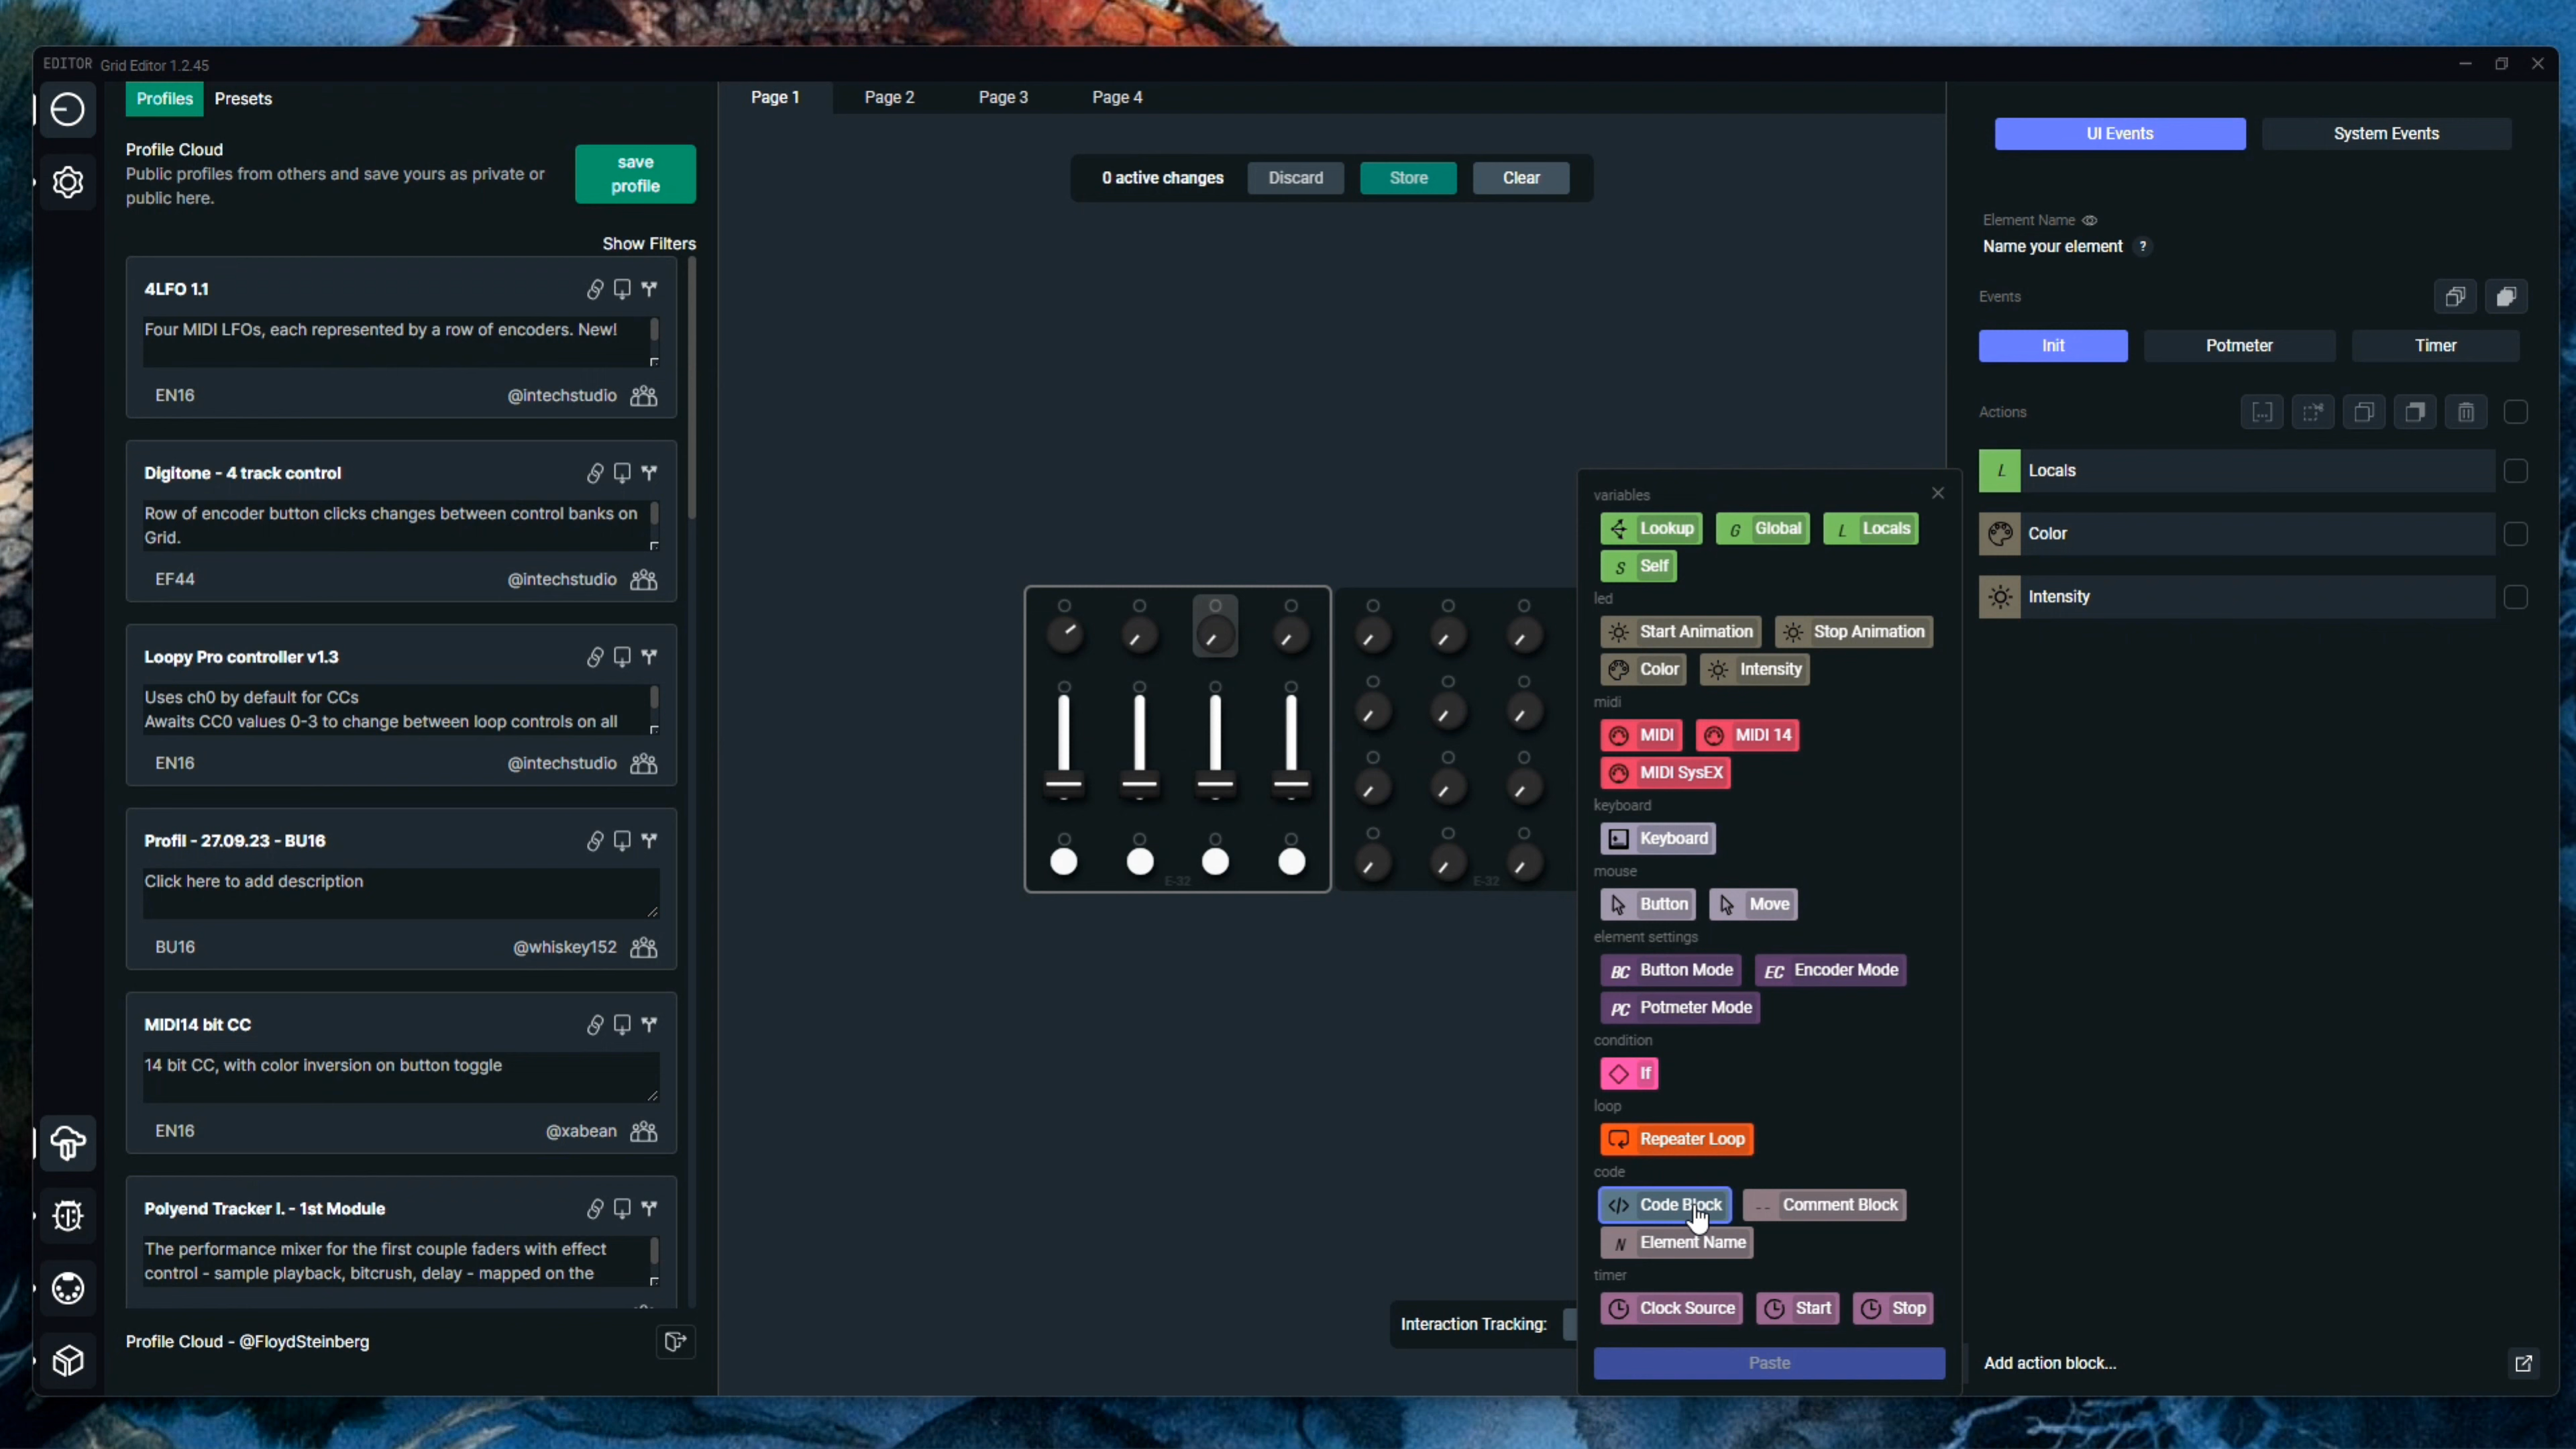 EDITOR Grid Editor 1.2.45
Profiles Presets
Profile Cloud
Public profiles from others and save yours as private or
public here.
save
profile
Show Filters
4LFO 1.1
Four MIDI LFOs, each represented by a row of encoders. New!
EN16 @intechstudio
Digitone - 4 track control
Row of encoder button clicks changes between control banks on
Grid.
EF44 @intechstudio
Loopy Pro controller v1.3
Uses ch0 by default for CCs
Awaits CC0 values 0-3 to change between loop controls on all
EN16 @intechstudio
Profil - 27.09.23 - BU16
Click here to add description
BU16 @whiskey152
MIDI14 bit CC
14 bit CC, with color inversion on button toggle
EN16 @xabean
Polyend Tracker I. - 1st Module
The performance mixer for the first couple faders with effect
control - sample playback, bitcrush, delay - mapped on the
Profile Cloud - @FloydSteinberg
Page 1 Page 2 Page 3 Page 4
0 active changes Discard Store Clear
E-32 E-32
Interaction Tracking:
variables
Lookup G Global L Locals
S Self
led
Start Animation Stop Animation
Color Intensity
midi
MIDI MIDI 14
MIDI SysEX
keyboard
Keyboard
mouse
Button Move
element settings
BC Button Mode EC Encoder Mode
PC Potmeter Mode
condition
If
loop
Repeater Loop
code
</> Code Block -- Comment Block
N Element Name
timer
Clock Source Start Stop
Paste
UI Events System Events
Element Name
Name your element ?
Events
Init Potmeter Timer
Actions
L Locals
Color
Intensity
Add action block...